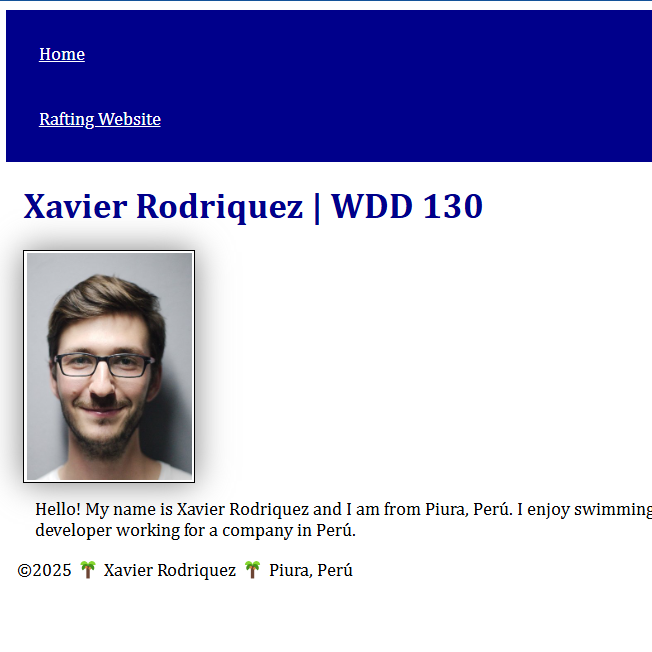 Home
Rafting Website
Xavier Rodriquez | WDD 130
Hello! My name is Xavier Rodriquez and I am from Piura, Perú. I enjoy swimming
developer working for a company in Perú.
©2025 🌴 Xavier Rodriquez 🌴 Piura, Perú